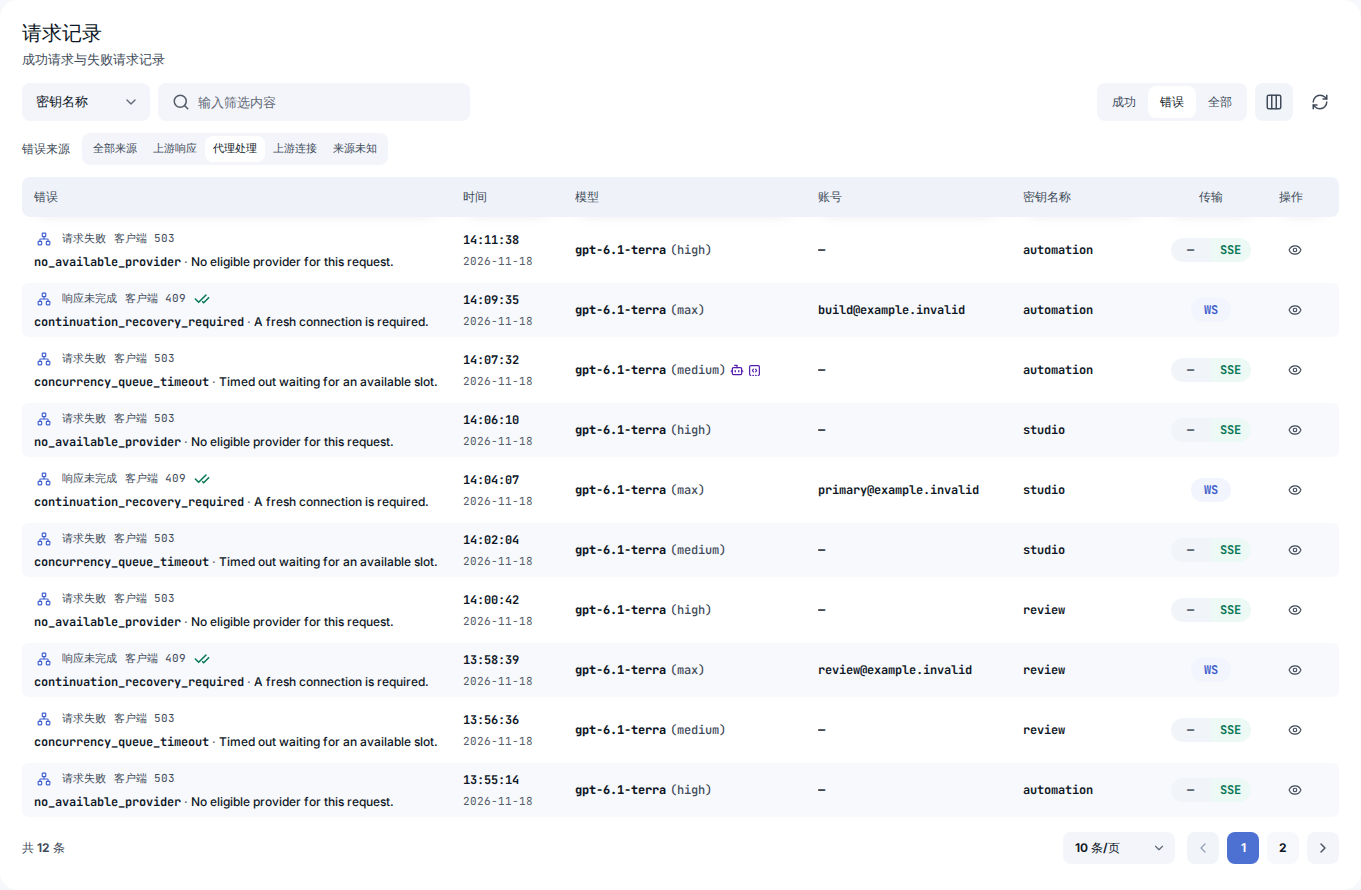 请求记录
成功请求与失败请求记录
密钥名称 输入筛选内容 成功 错误 全部
错误来源 全部来源 上游响应 代理处理 上游连接 来源未知
错误 时间 模型 账号 密钥名称 传输 操作
请求失败 客户端 503 14:11:38
no_available_provider · No eligible provider for this request. 2026-11-18 gpt-6.1-terra (high) — automation — SSE
响应未完成 客户端 409 14:09:35
continuation_recovery_required · A fresh connection is required. 2026-11-18 gpt-6.1-terra (max) build@example.invalid automation WS
请求失败 客户端 503 14:07:32
concurrency_queue_timeout · Timed out waiting for an available slot. 2026-11-18 gpt-6.1-terra (medium) — automation — SSE
请求失败 客户端 503 14:06:10
no_available_provider · No eligible provider for this request. 2026-11-18 gpt-6.1-terra (high) — studio — SSE
响应未完成 客户端 409 14:04:07
continuation_recovery_required · A fresh connection is required. 2026-11-18 gpt-6.1-terra (max) primary@example.invalid studio WS
请求失败 客户端 503 14:02:04
concurrency_queue_timeout · Timed out waiting for an available slot. 2026-11-18 gpt-6.1-terra (medium) — studio — SSE
请求失败 客户端 503 14:00:42
no_available_provider · No eligible provider for this request. 2026-11-18 gpt-6.1-terra (high) — review — SSE
响应未完成 客户端 409 13:58:39
continuation_recovery_required · A fresh connection is required. 2026-11-18 gpt-6.1-terra (max) review@example.invalid review WS
请求失败 客户端 503 13:56:36
concurrency_queue_timeout · Timed out waiting for an available slot. 2026-11-18 gpt-6.1-terra (medium) — review — SSE
请求失败 客户端 503 13:55:14
no_available_provider · No eligible provider for this request. 2026-11-18 gpt-6.1-terra (high) — automation — SSE
共 12 条 10 条/页 1 2